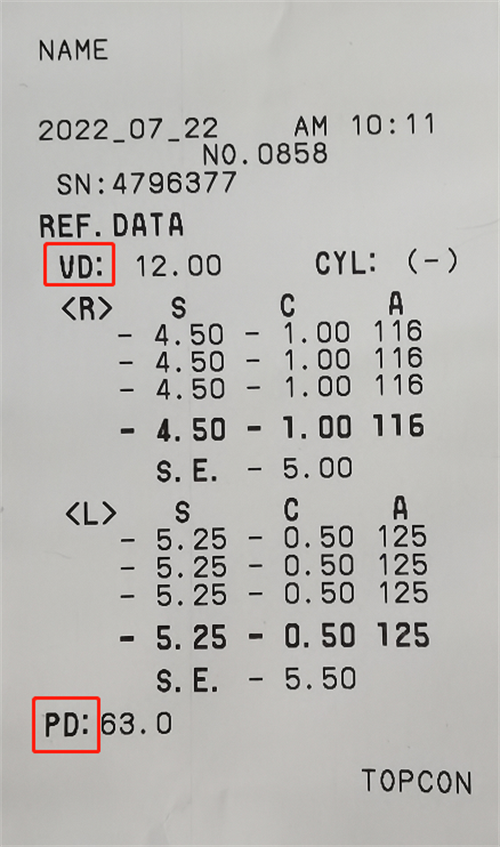 NAME
2022_07_22 AM 10:11
NO.0858
SN:4796377
REF.DATA
VD: 12.00 CYL: (-)
<R> S C A
- 4.50 - 1.00 116
- 4.50 - 1.00 116
- 4.50 - 1.00 116
- 4.50 - 1.00 116
S.E. - 5.00
<L> S C A
- 5.25 - 0.50 125
- 5.25 - 0.50 125
- 5.25 - 0.50 125
- 5.25 - 0.50 125
S.E. - 5.50
PD: 63.0
TOPCON